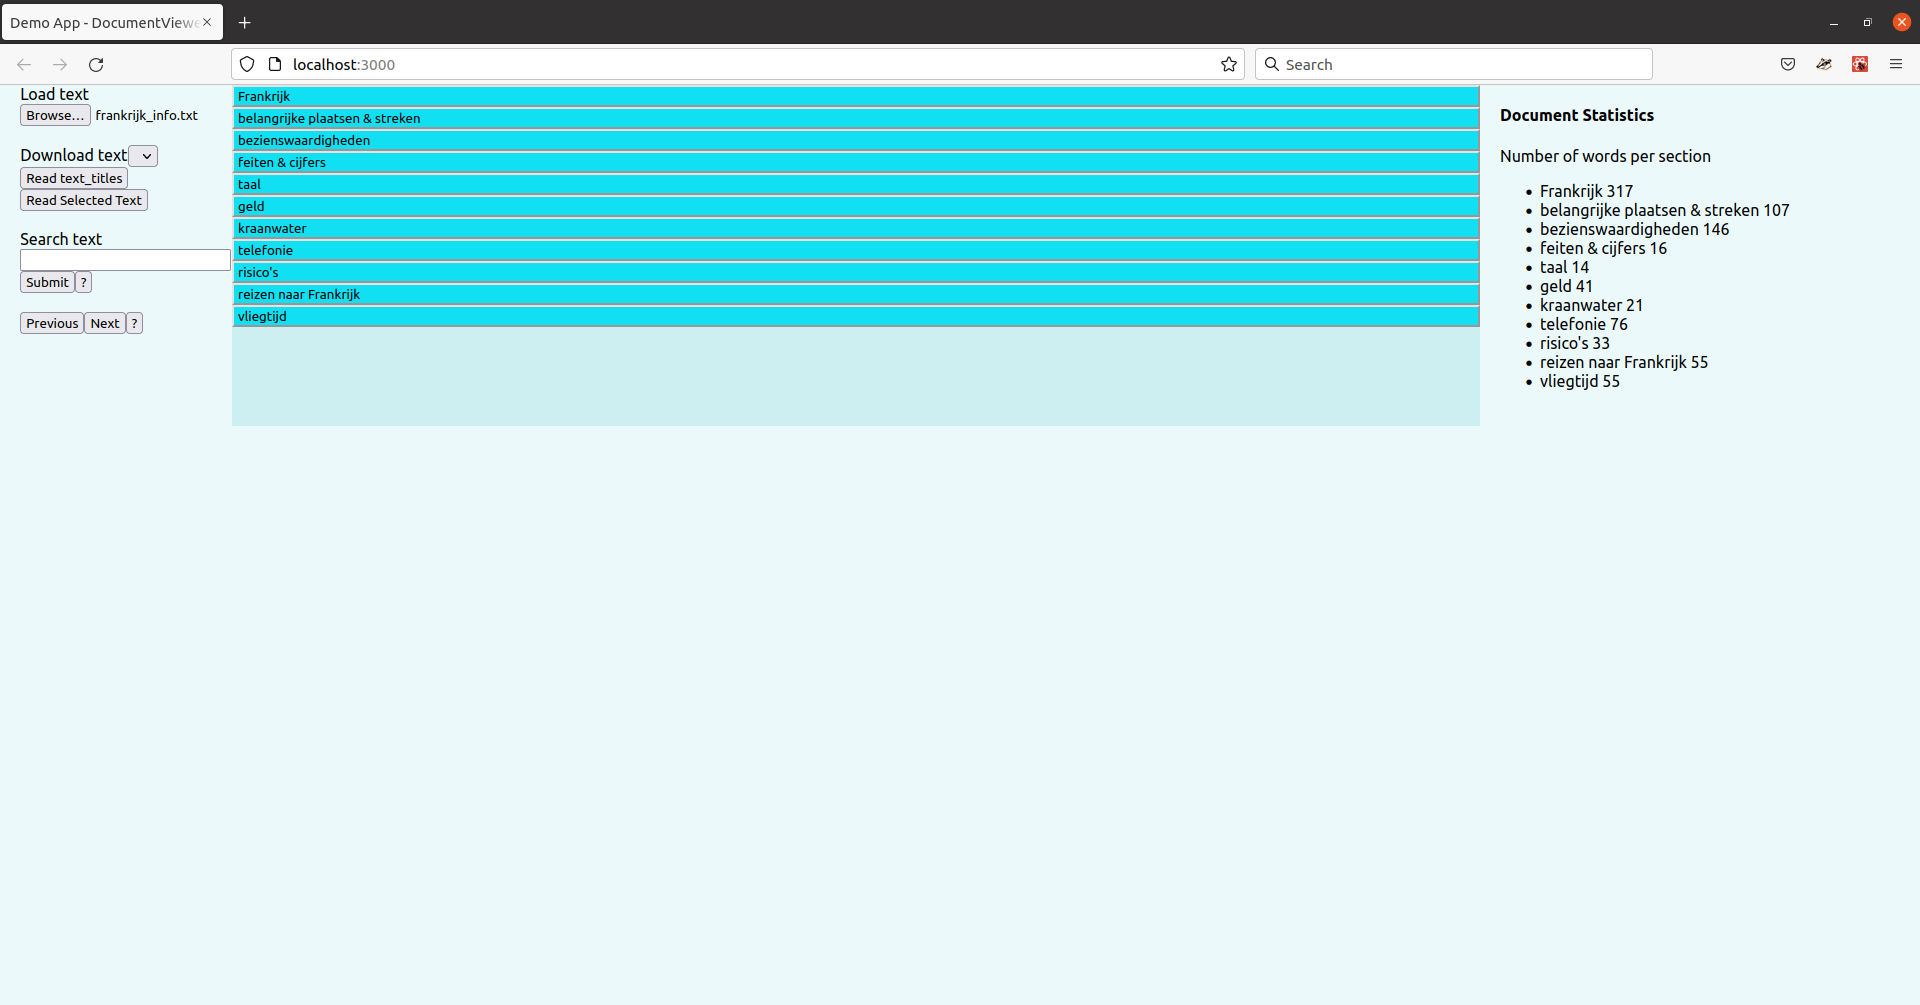 Demo App - DocumentViewe
localhost:3000
Search
Load text
Browse… frankrijk_info.txt
Download text
Read text_titles
Read Selected Text
Search text
Submit ?
Previous Next ?
Frankrijk
belangrijke plaatsen & streken
bezienswaardigheden
feiten & cijfers
taal
geld
kraanwater
telefonie
risico's
reizen naar Frankrijk
vliegtijd
Document Statistics
Number of words per section
• Frankrijk 317
• belangrijke plaatsen & streken 107
• bezienswaardigheden 146
• feiten & cijfers 16
• taal 14
• geld 41
• kraanwater 21
• telefonie 76
• risico's 33
• reizen naar Frankrijk 55
• vliegtijd 55